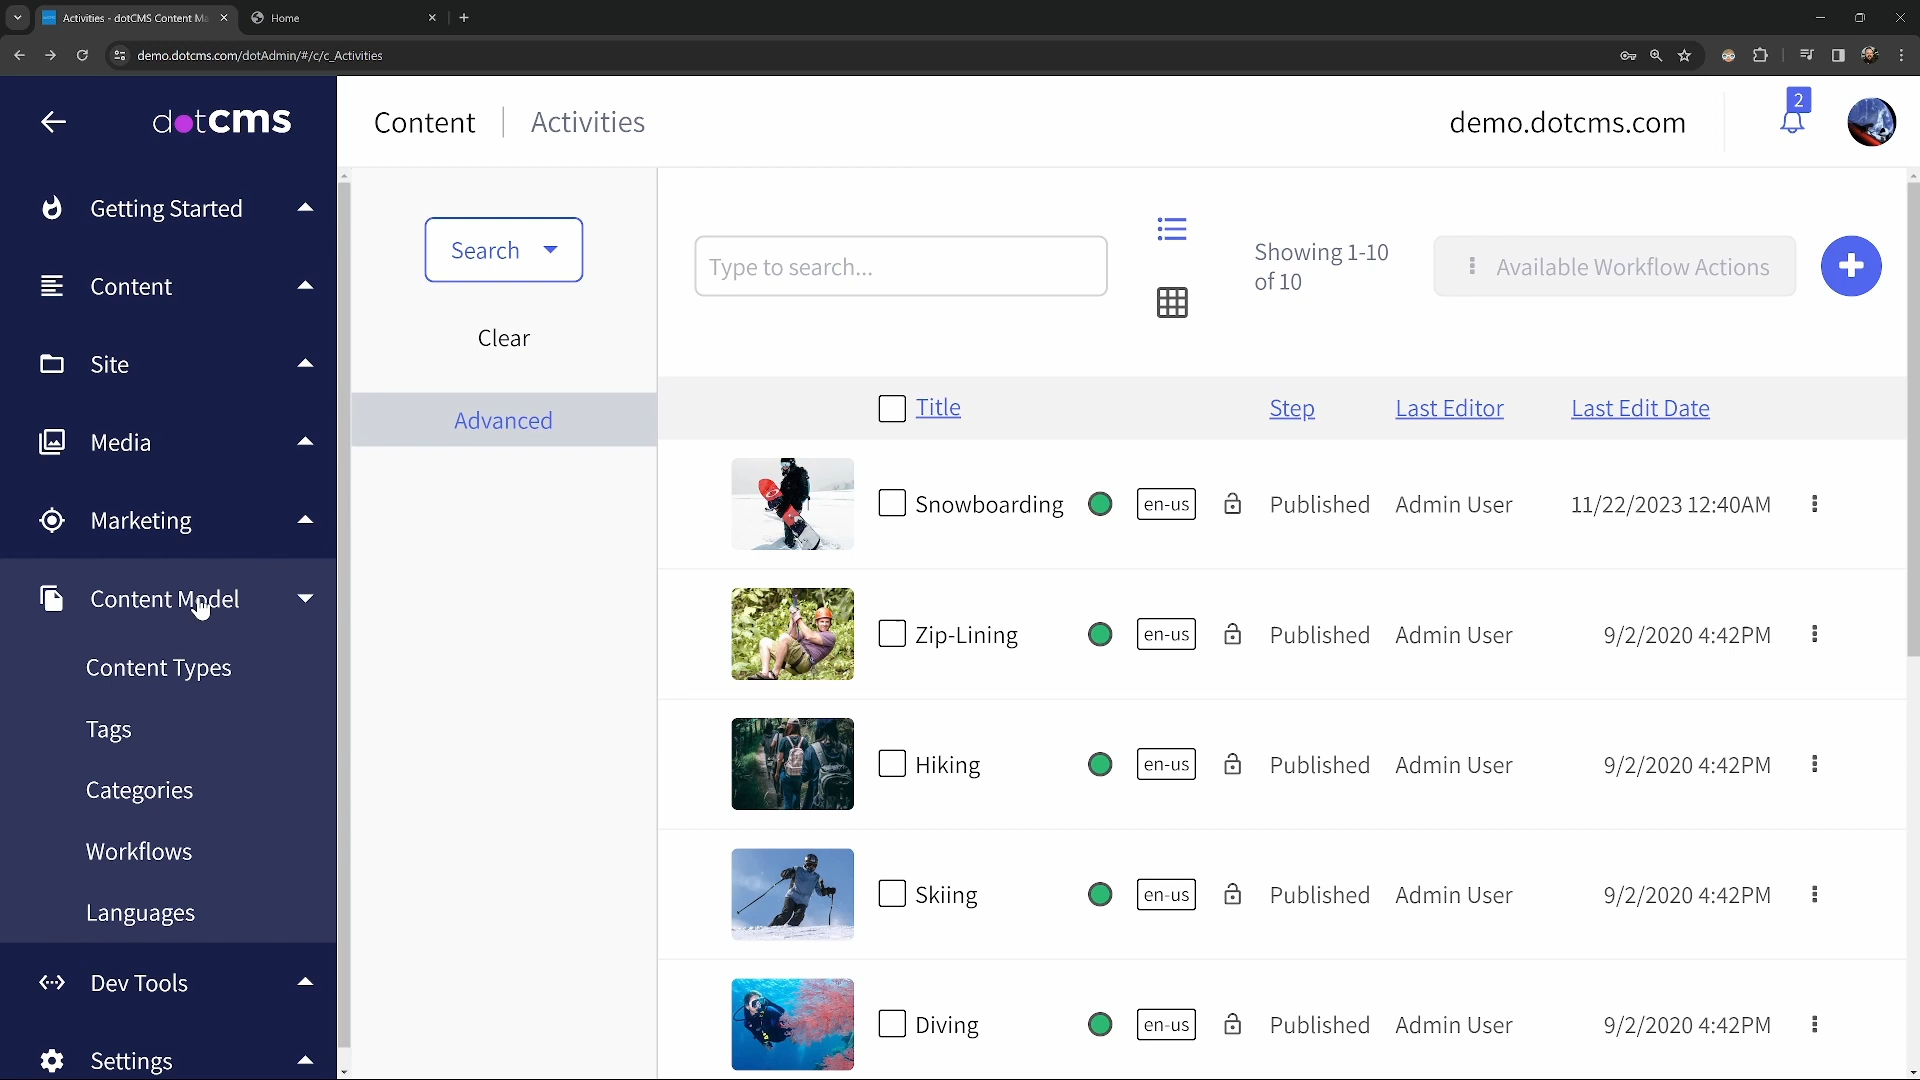 Activities - dotCMS Content Ma
Home
demo.dotcms.com/dotAdmin/#/c/c_Activities
dotcms
Content
Activities
demo.dotcms.com
2
Getting Started
Content
Site
Media
Marketing
Content Model
Content Types
Tags
Categories
Workflows
Languages
Dev Tools
Settings
Search
Clear
Advanced
Type to search...
Showing 1-10
of 10
Available Workflow Actions
Title Step Last Editor Last Edit Date
Snowboarding en-us Published Admin User 11/22/2023 12:40AM
Zip-Lining en-us Published Admin User 9/2/2020 4:42PM
Hiking en-us Published Admin User 9/2/2020 4:42PM
Skiing en-us Published Admin User 9/2/2020 4:42PM
Diving en-us Published Admin User 9/2/2020 4:42PM